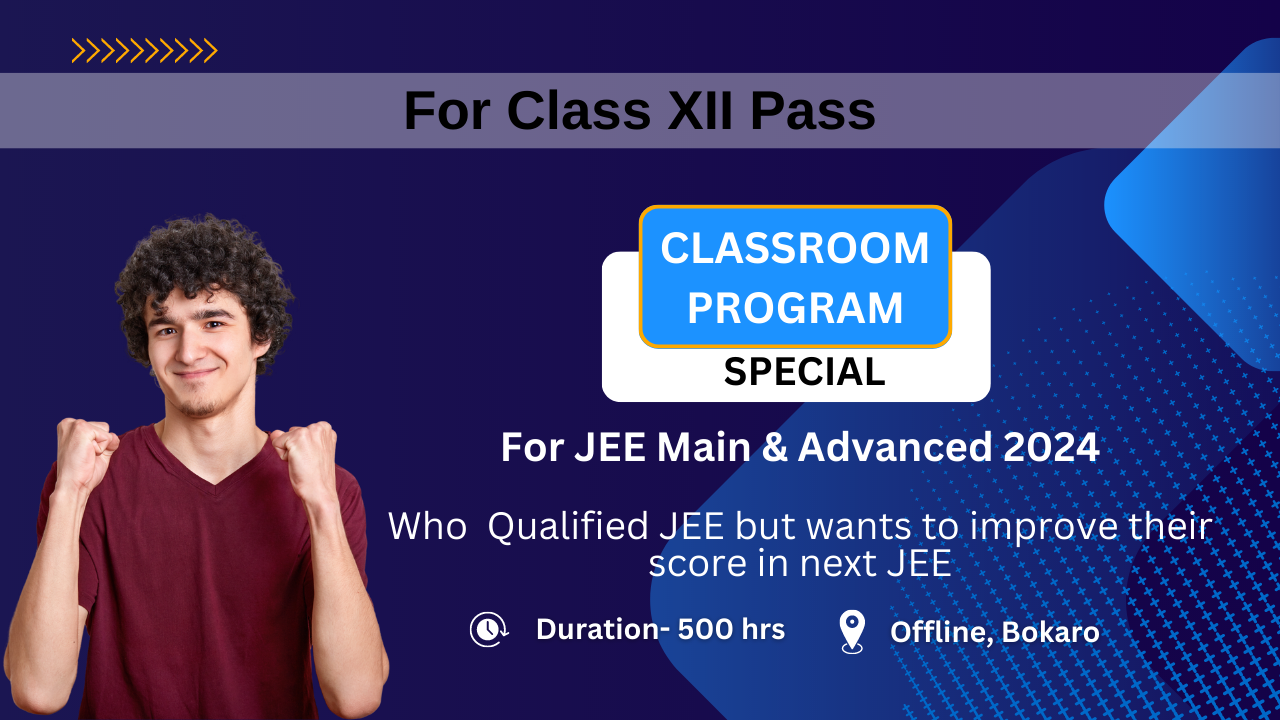 For Class XII Pass
CLASSROOM
PROGRAM
SPECIAL
For JEE Main & Advanced 2024
Who  Qualified JEE but wants to improve their
score in next JEE
Duration- 500 hrs
Offline, Bokaro